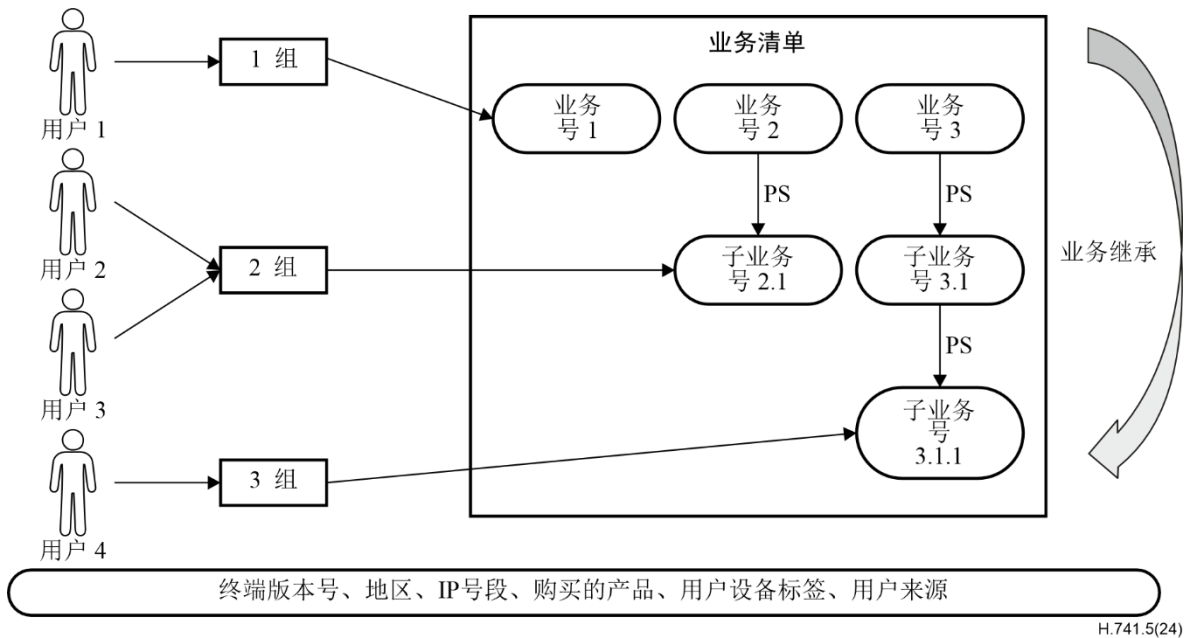 业务清单
用户 1
1 组
业务
号 1
业务
号 2
业务
号 3
PS
PS
用户 2
2 组
子业务
号 2.1
子业务
号 3.1
业务继承
PS
用户 3
子业务
号
3.1.1
3 组
用户 4
终端版本号、地区、IP号段、购买的产品、用户设备标签、用户来源
H.741.5(24)